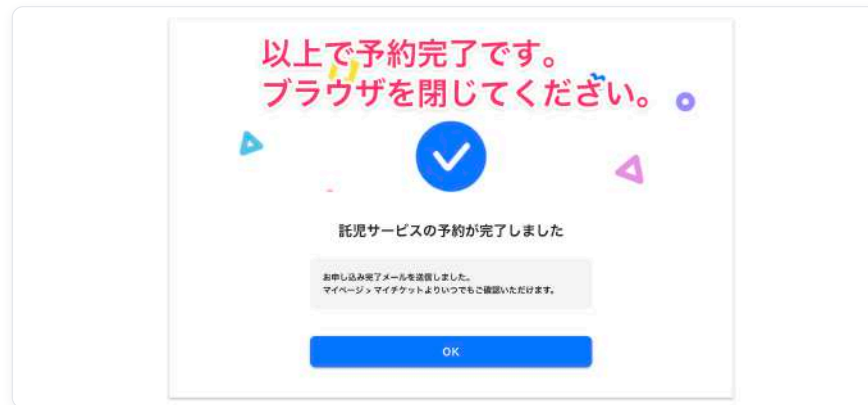 以上で予約完了です。
ブラウザを閉じてください。
託児サービスの予約が完了しました
お申し込み完了メールを送信しました。
マイページ > マイチケットよりいつでもご確認いただけます。
OK